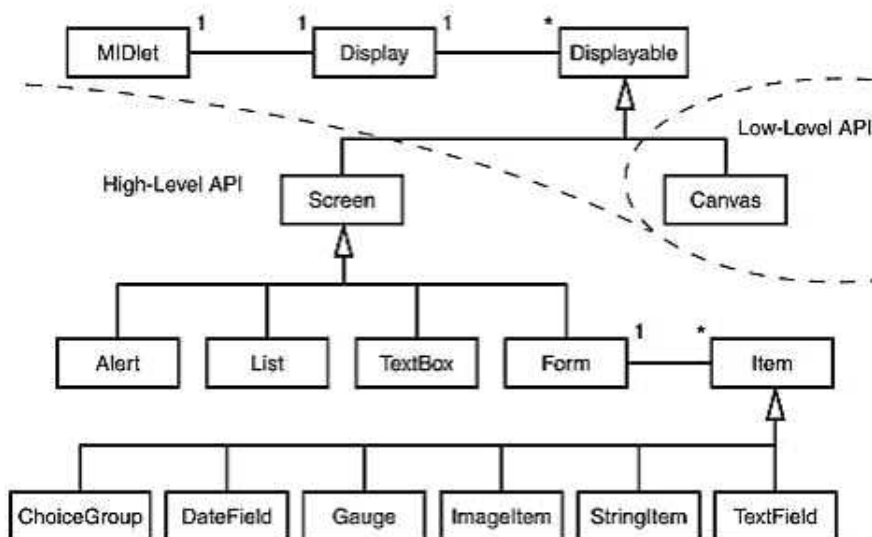 1 1 1 *
MIDlet Display Displayable
Low-Level API
High-Level API
Screen Canvas
1 *
Alert List TextBox Form Item
ChoiceGroup DateField Gauge ImageItem StringItem TextField